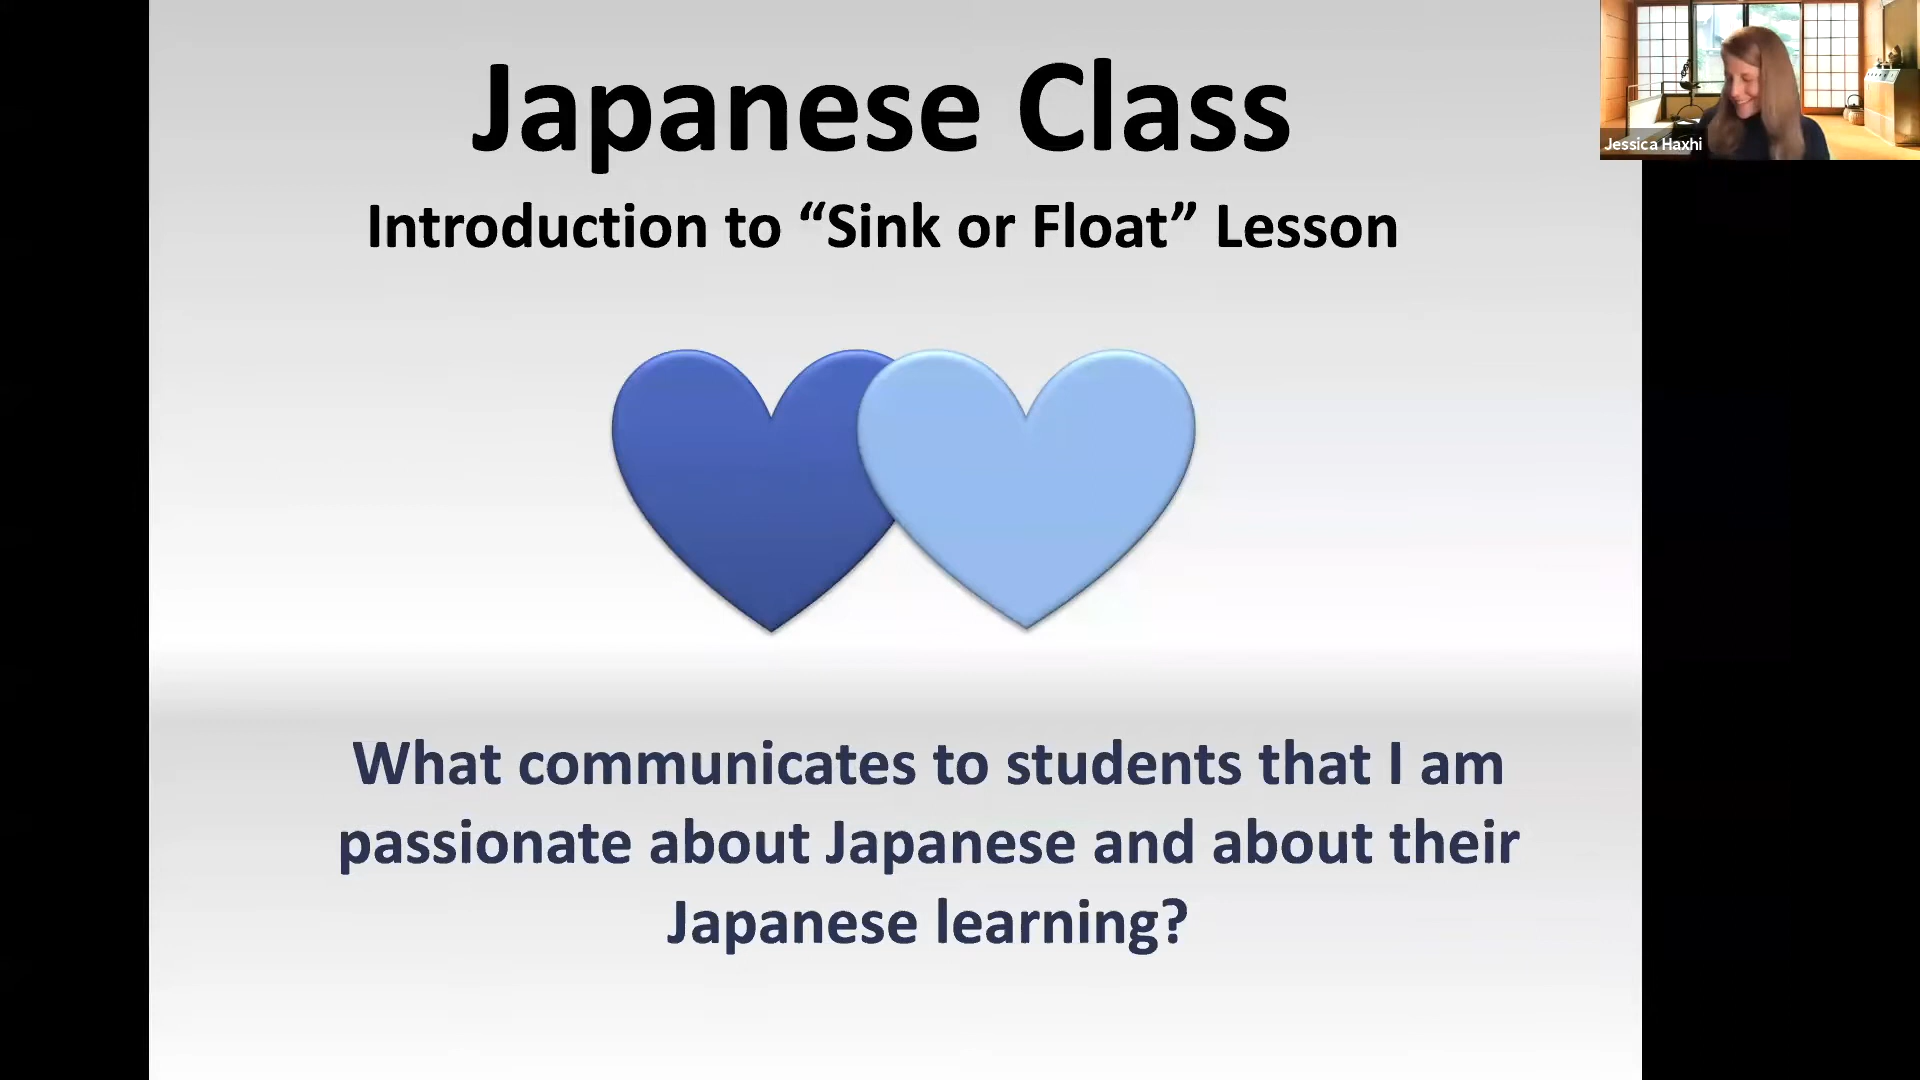 Japanese Class
Introduction to “Sink or Float” Lesson
What communicates to students that I am
passionate about Japanese and about their
Japanese learning?
Jessica Haxhi